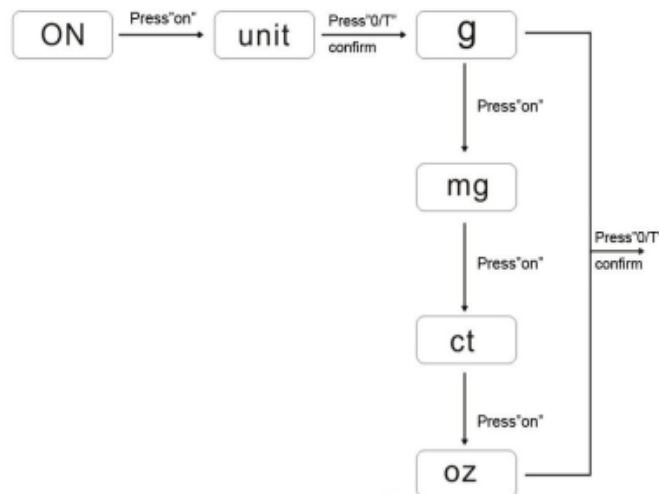 ON
Press"on"
unit
Press"0/T"
confirm
g
Press"on"
mg
Press"0/T"
confirm
Press"on"
ct
Press"on"
oz